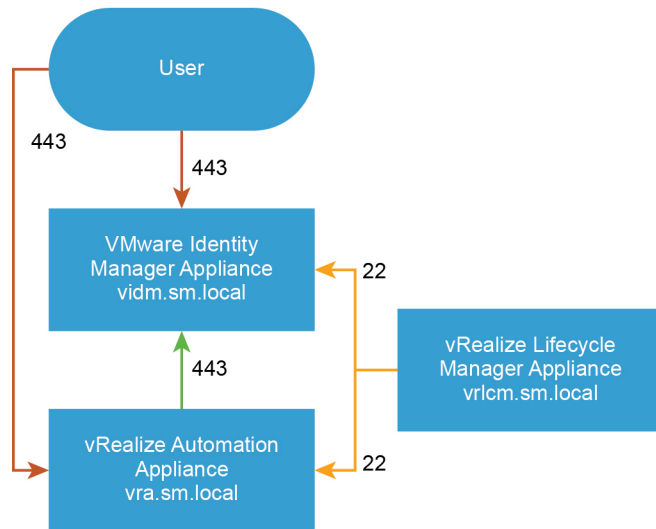 User
443
443
VMware Identity
Manager Appliance
vidm.sm.local
22
vRealize Lifecycle
Manager Appliance
vrlcm.sm.local
443
vRealize Automation
Appliance
vra.sm.local
22